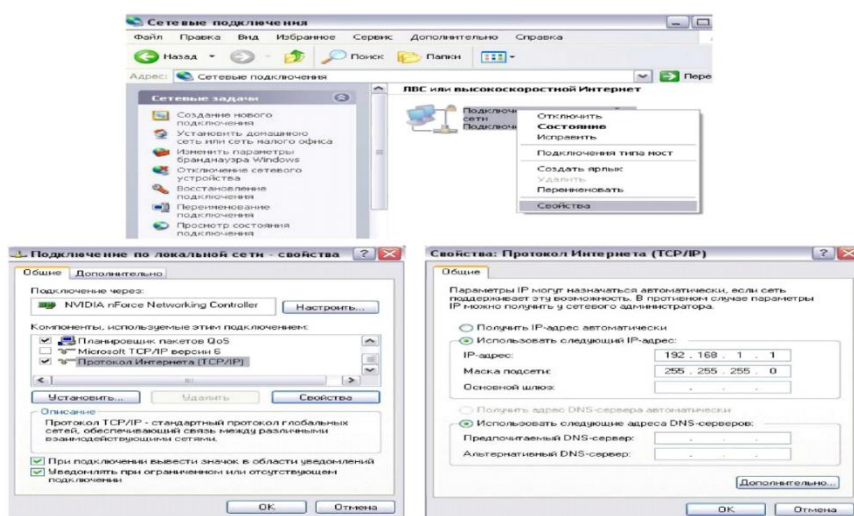 Сетевые подключения
Файл Правка Вид Избранное Сервис Дополнительно Справка
Назад Поиск Папки
Адрес: Сетевые подключения Пере
Сетевые задачи
Создание нового
подключения
Установить домашнюю
сеть или сеть малого офиса
Изменить параметры
брандмауэра Windows
Отключение сетевого
устройства
Восстановление
подключения
Переименование
подключения
Просмотр состояния
подключения
ЛВС или высокоскоростной Интернет
Подключе
сети
Подключе
Отключить
Состояние
Исправить
Подключения типа мост
Создать ярлык
Удалить
Переименовать
Свойства
Подключение по локальной сети - свойства
Общие Дополнительно
Подключение через:
NVIDIA nForce Networking Controller Настроить...
Компоненты, используемые этим подключением:
Планировщик пакетов QoS
Microsoft TCP/IP версии 6
Протокол Интернета (TCP/IP)
Установить... Удалить Свойства
Описание
Протокол TCP/IP - стандартный протокол глобальных
сетей, обеспечивающий связь между различными
взаимодействующими сетями.
При подключении вывести значок в области уведомлений
Уведомлять при ограниченном или отсутствующем
подключении
OK Отмена
Свойства: Протокол Интернета (TCP/IP)
Общие
Параметры IP могут назначаться автоматически, если сеть
поддерживает эту возможность. В противном случае параметры
IP можно получить у сетевого администратора.
Получить IP-адрес автоматически
Использовать следующий IP-адрес:
IP-адрес: 192 . 168 . 1 . 1
Маска подсети: 255 . 255 . 255 . 0
Основной шлюз: . . .
Получить адрес DNS-сервера автоматически
Использовать следующие адреса DNS-серверов:
Предпочитаемый DNS-сервер: . . .
Альтернативный DNS-сервер: . . .
Дополнительно...
OK Отмена